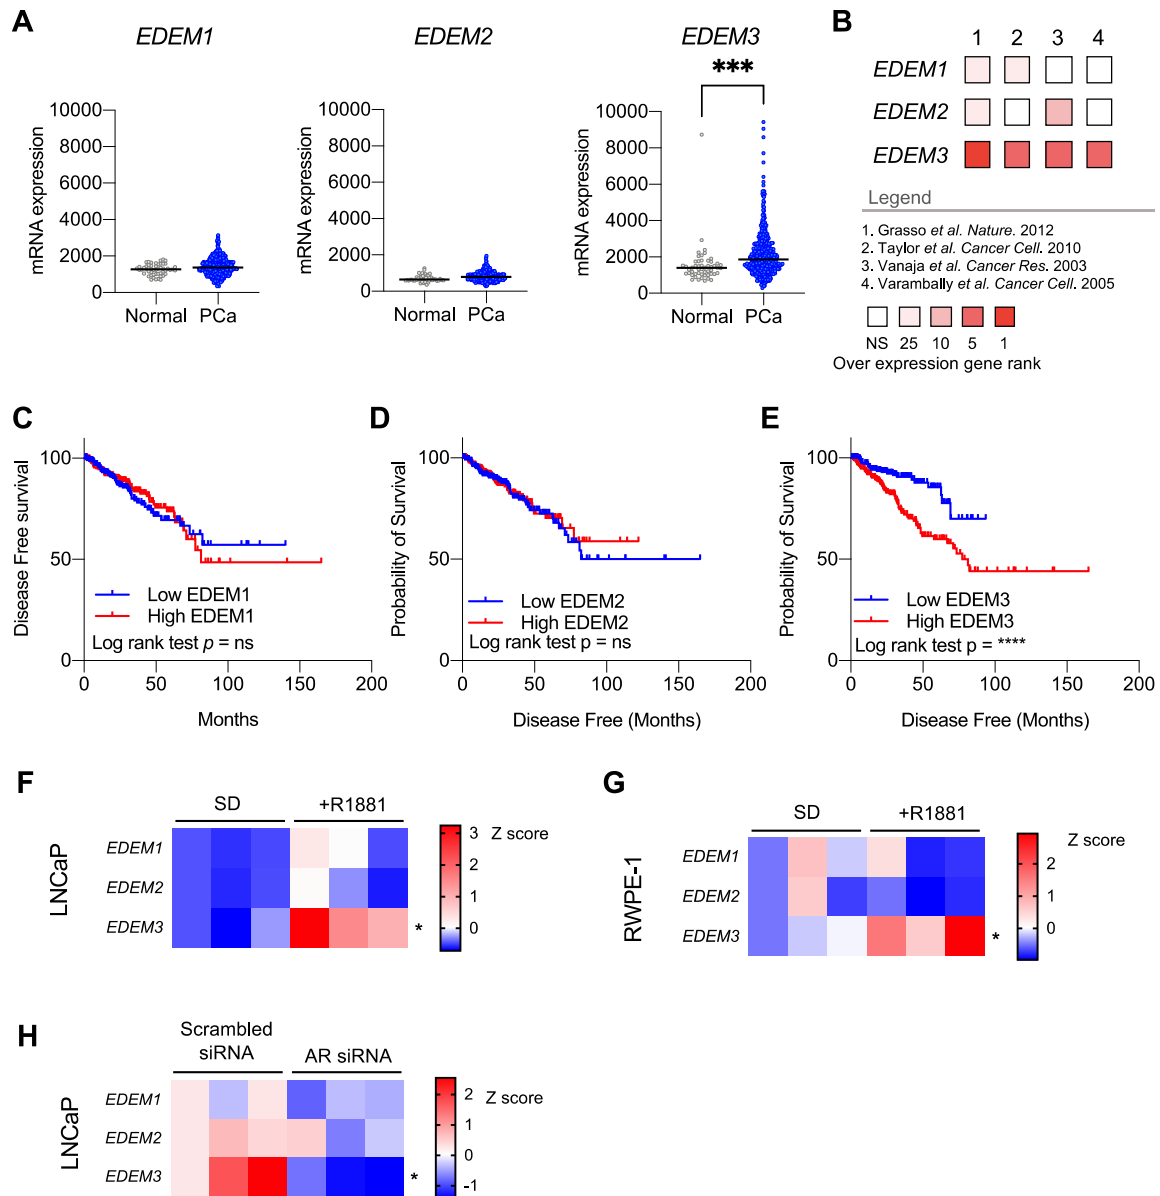 A
EDEM1
EDEM2
EDEM3
***
mRNA expression
10000
8000
6000
4000
2000
0
Normal PCa
mRNA expression
10000
8000
6000
4000
2000
0
Normal PCa
mRNA expression
10000
8000
6000
4000
2000
0
Normal PCa
B
1 2 3 4
EDEM1
EDEM2
EDEM3
Legend
1. Grasso et al. Nature. 2012
2. Taylor et al. Cancer Cell. 2010
3. Vanaja et al. Cancer Res. 2003
4. Varambally et al. Cancer Cell. 2005
NS 25 10 5 1
Over expression gene rank
C
Disease Free Survival
100
50
0
Low EDEM1
High EDEM1
Log rank test p = ns
0 50 100 150 200
Months
D
Probability of Survival
100
50
0
Low EDEM2
High EDEM2
Log rank test p = ns
0 50 100 150 200
Disease Free (Months)
E
Probability of Survival
100
50
0
Low EDEM3
High EDEM3
Log rank test p = ****
0 50 100 150 200
Disease Free (Months)
F
SD +R1881
LNCaP
EDEM1
EDEM2
EDEM3
*
3
2
1
0
Z score
G
SD +R1881
RWPE-1
EDEM1
EDEM2
EDEM3
*
2
1
0
Z score
H
Scrambled
siRNA
AR siRNA
LNCaP
EDEM1
EDEM2
EDEM3
*
2
1
0
-1
Z score